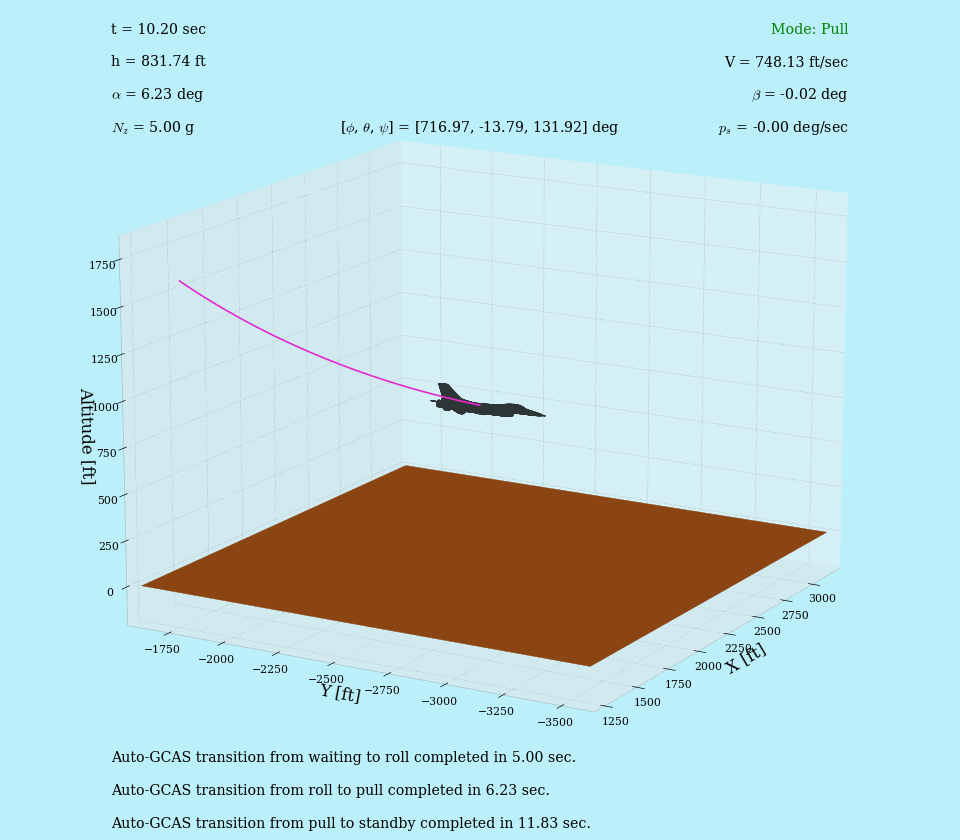 t = 10.20 sec
Mode: Pull
h = 831.74 ft
V = 748.13 ft/sec
α = 6.23 deg
β = -0.02 deg
N_z = 5.00 g
[ϕ, θ, ψ] = [716.97, -13.79, 131.92] deg
p_s = -0.00 deg/sec
1750
1500
1250
1000
750
500
250
0
Altitude [ft]
−1750
−2000
−2250
−2500
−2750
−3000
−3250
−3500
Y [ft]
3000
2750
2500
2250
2000
1750
1500
1250
X [ft]
Auto-GCAS transition from waiting to roll completed in 5.00 sec.
Auto-GCAS transition from roll to pull completed in 6.23 sec.
Auto-GCAS transition from pull to standby completed in 11.83 sec.